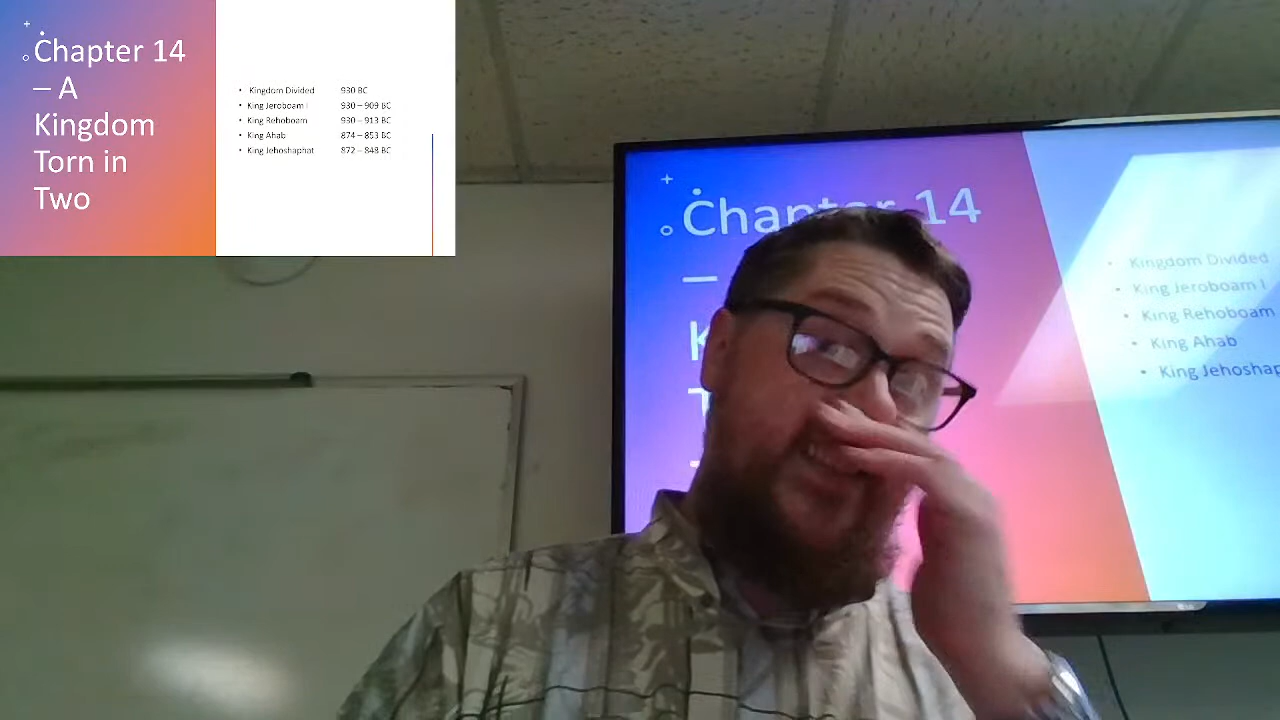 Chapter 14
– A
Kingdom
Torn in
Two
• Kingdom Divided 930 BC
• King Jeroboam I 930 – 909 BC
• King Rehoboam 930 – 913 BC
• King Ahab 874 – 853 BC
• King Jehoshaphat 872 – 848 BC
Chapter 14
–
K
T
• Kingdom Divided
• King Jeroboam I
• King Rehoboam
• King Ahab
• King Jehoshap